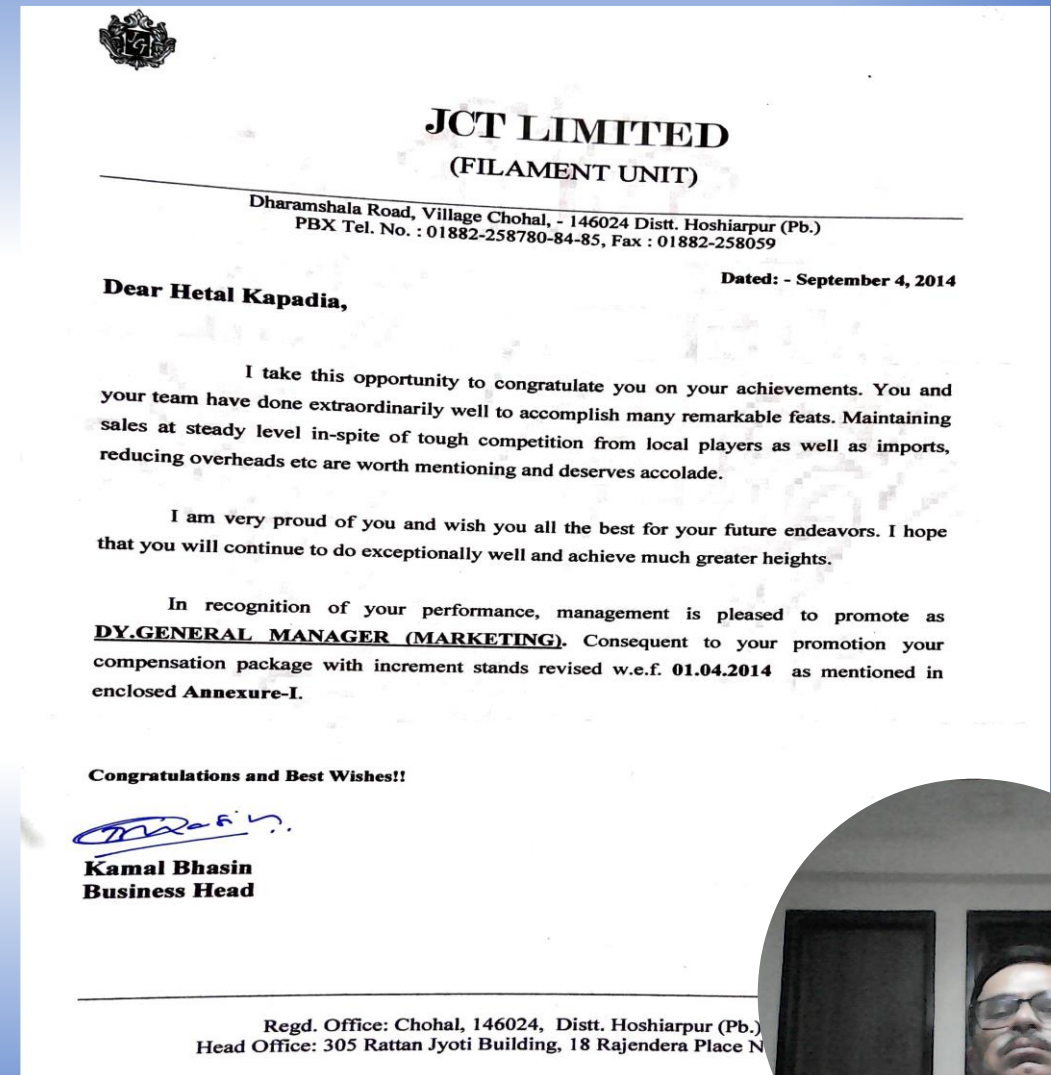 JCT LIMITED
(FILAMENT UNIT)
Dharamshala Road, Village Chohal, - 146024 Distt. Hoshiarpur (Pb.)
PBX Tel. No. : 01882-258780-84-85, Fax : 01882-258059
Dated: - September 4, 2014
Dear Hetal Kapadia,
I take this opportunity to congratulate you on your achievements. You and
your team have done extraordinarily well to accomplish many remarkable feats. Maintaining
sales at steady level in-spite of tough competition from local players as well as imports,
reducing overheads etc are worth mentioning and deserves accolade.
I am very proud of you and wish you all the best for your future endeavors. I hope
that you will continue to do exceptionally well and achieve much greater heights.
In recognition of your performance, management is pleased to promote as
DY.GENERAL MANAGER (MARKETING). Consequent to your promotion your
compensation package with increment stands revised w.e.f. 01.04.2014 as mentioned in
enclosed Annexure-I.
Congratulations and Best Wishes!!
Kamal Bhasin
Business Head
Regd. Office: Chohal, 146024, Distt. Hoshiarpur (Pb.)
Head Office: 305 Rattan Jyoti Building, 18 Rajendera Place